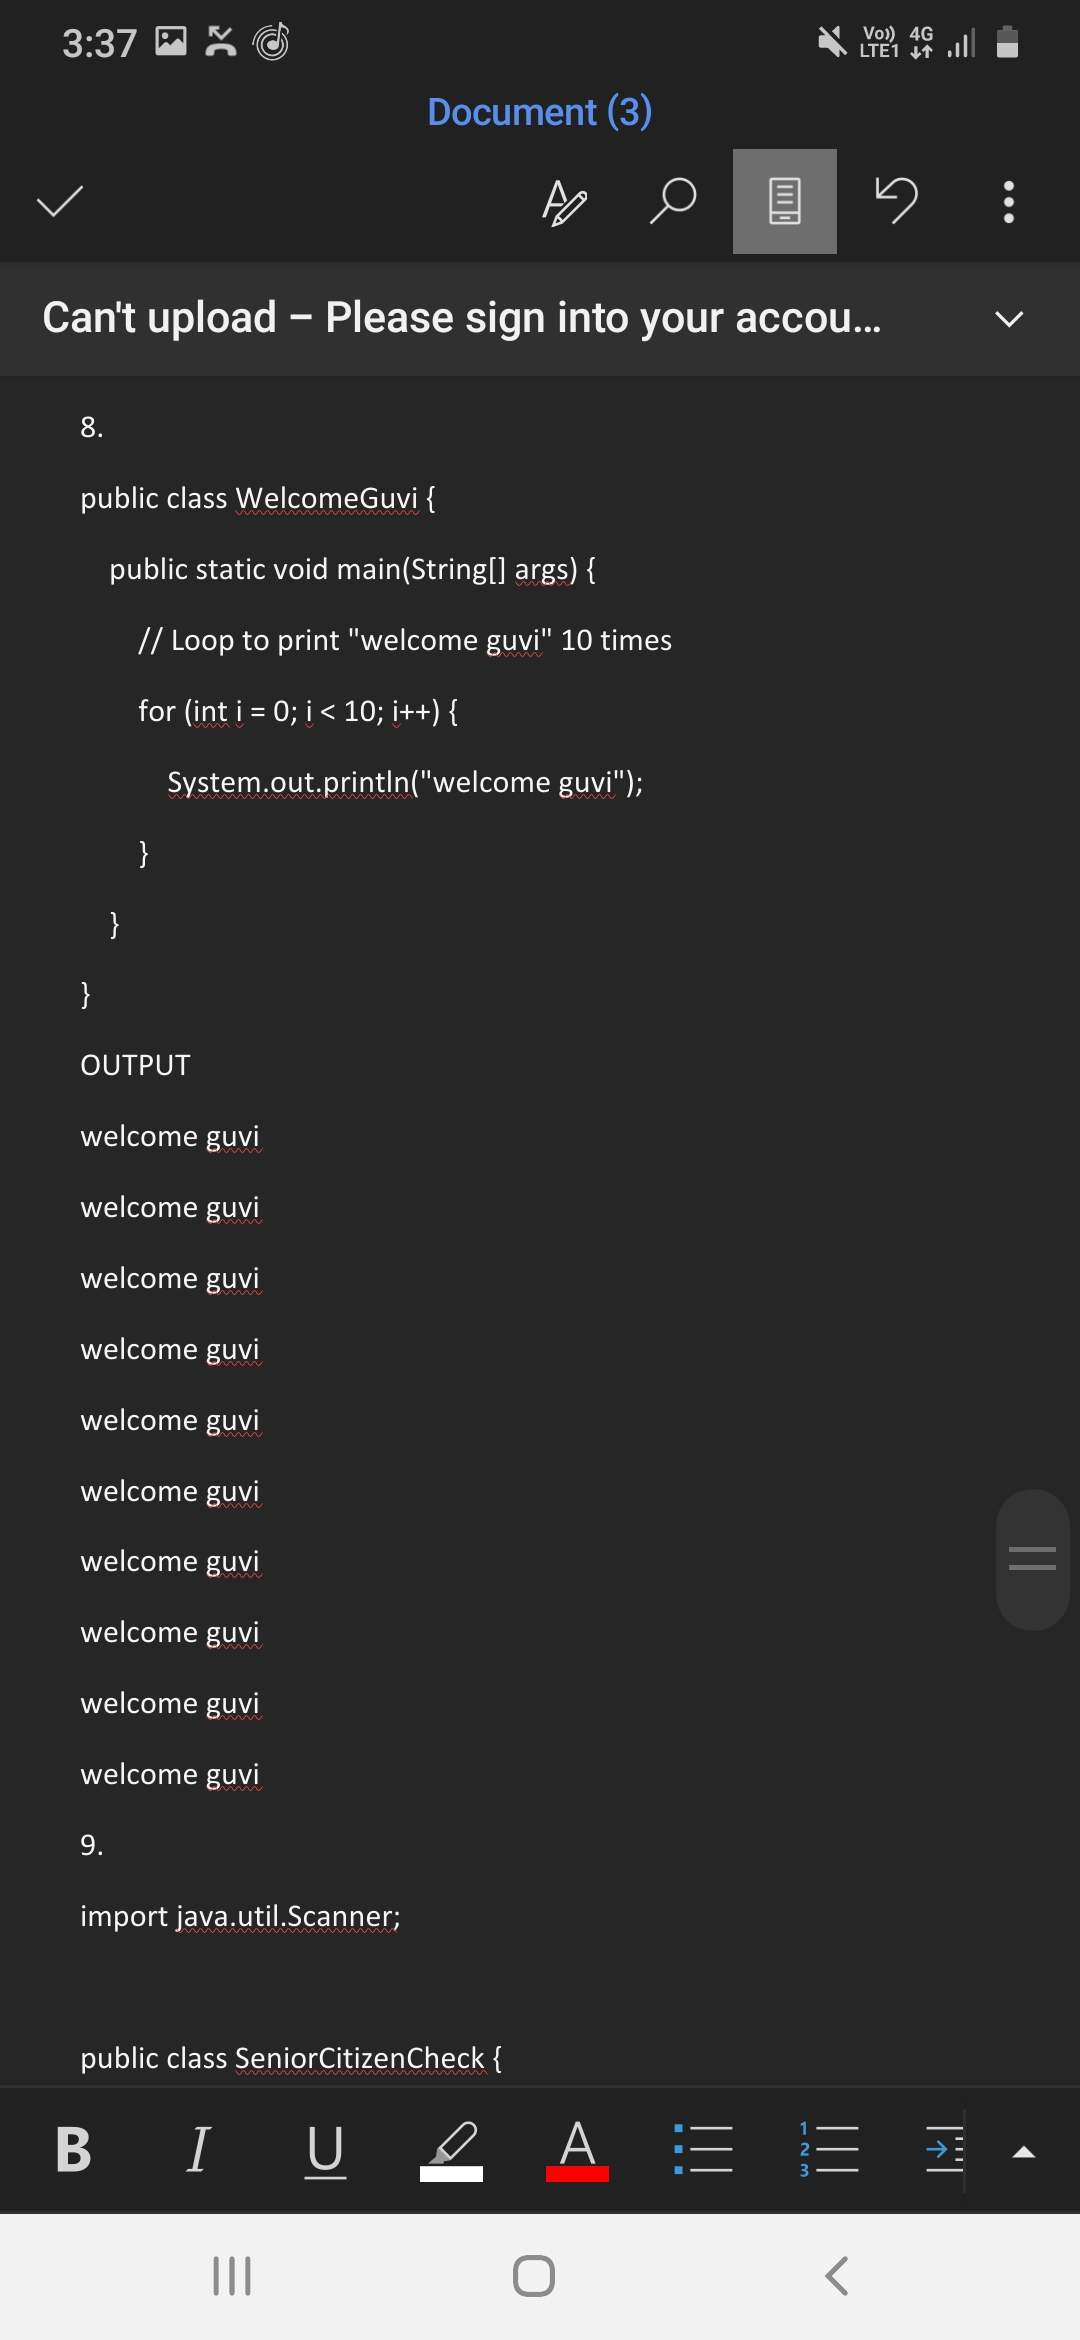 3:37
Vo)) 4G
LTE1
Document (3)
Can't upload – Please sign into your accou...
8.
public class WelcomeGuvi {
public static void main(String[] args) {
// Loop to print "welcome guvi" 10 times
for (int i = 0; i < 10; i++) {
System.out.println("welcome guvi");
}
}
}
OUTPUT
welcome guvi
welcome guvi
welcome guvi
welcome guvi
welcome guvi
welcome guvi
welcome guvi
welcome guvi
welcome guvi
welcome guvi
9.
import java.util.Scanner;
public class SeniorCitizenCheck {
B I U A 1 2 3